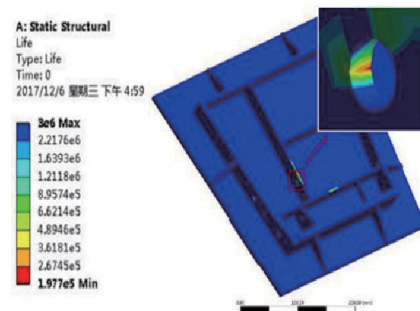 A: Static Structural
Life
Type: Life
Time: 0
2017/12/6 星期三 下午 4:59
3e6 Max
2.2176e6
1.6393e6
1.2118e6
8.9574e5
6.6214e5
4.8946e5
3.6181e5
2.6745e5
1.977e5 Min